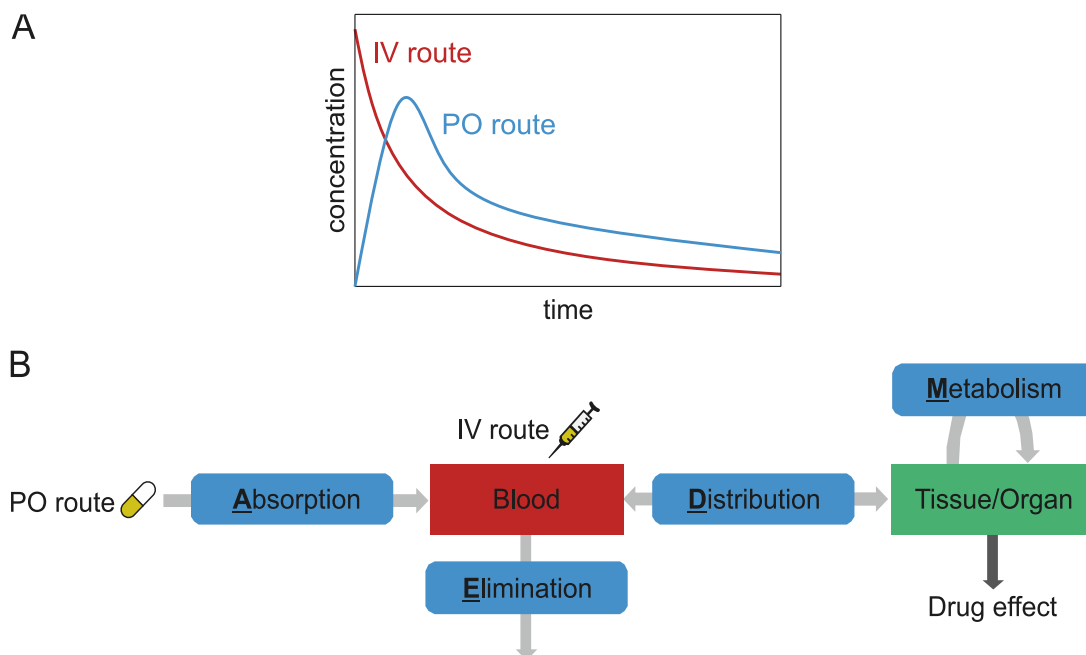 A
IV route
PO route
concentration
time
B
Metabolism
IV route
PO route
Absorption
Blood
Distribution
Tissue/Organ
Elimination
Drug effect